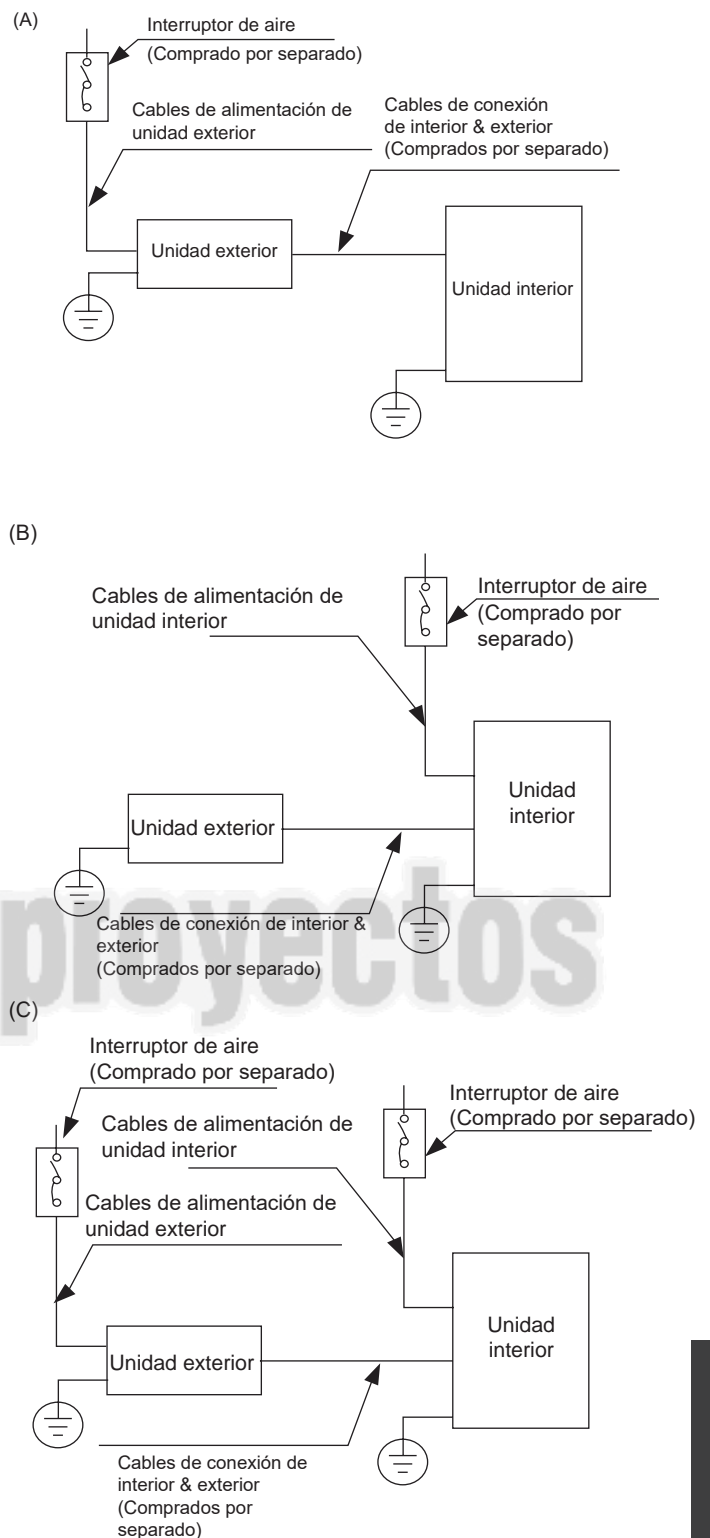 (A)
Interruptor de aire
(Comprado por separado)
Cables de alimentación de
unidad exterior
Cables de conexión
de interior & exterior
(Comprados por separado)
Unidad exterior
Unidad interior
(B)
Cables de alimentación de
unidad interior
Interruptor de aire
(Comprado por
separado)
Unidad
interior
Unidad exterior
Cables de conexión de interior &
exterior
(Comprados por separado)
proyectos
(C)
Interruptor de aire
(Comprado por separado)
Interruptor de aire
(Comprado por separado)
Cables de alimentación de
unidad interior
Cables de alimentación de
unidad exterior
Unidad
interior
Unidad exterior
Cables de conexión de
interior & exterior
(Comprados por
separado)